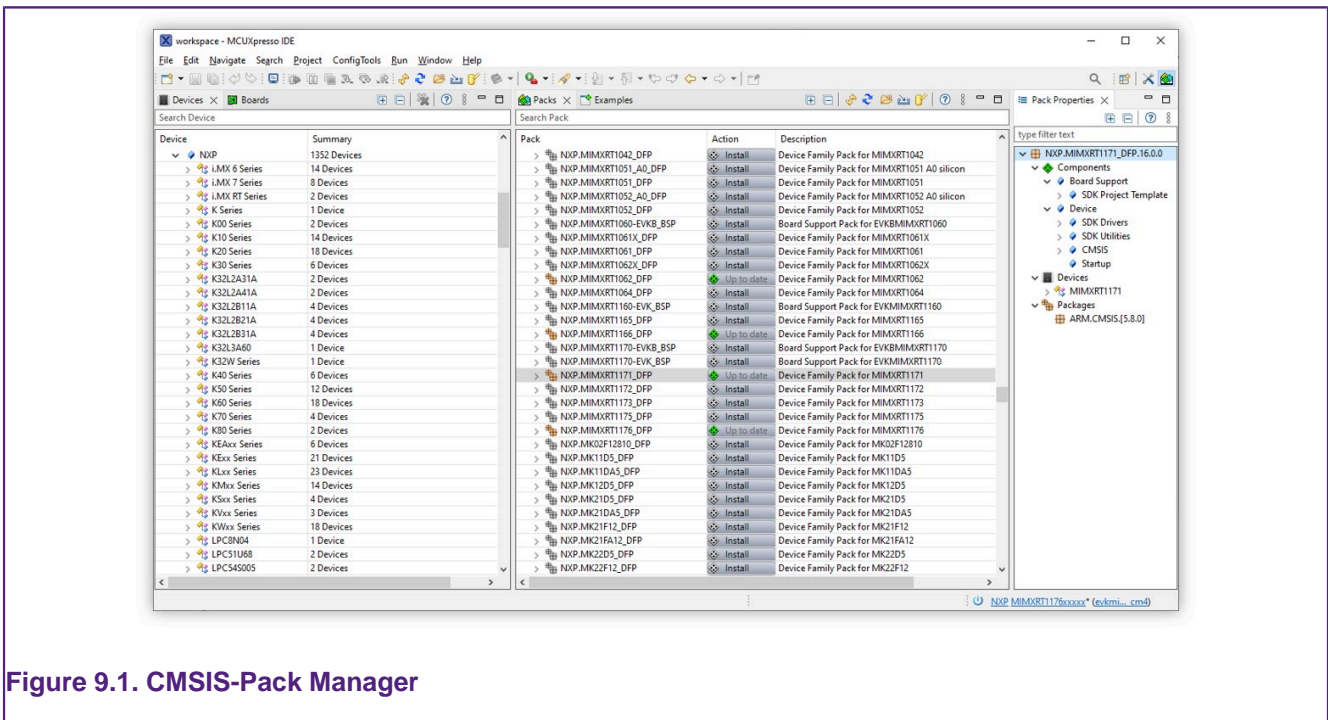 workspace - MCUXpresso IDE
File Edit Navigate Search Project ConfigTools Run Window Help
Devices Boards
Search Device
Device Summary
NXP 1352 Devices
i.MX 6 Series 14 Devices
i.MX 7 Series 8 Devices
i.MX RT Series 2 Devices
K Series 1 Device
K00 Series 2 Devices
K10 Series 14 Devices
K20 Series 18 Devices
K30 Series 6 Devices
K32L2A31A 2 Devices
K32L2A41A 2 Devices
K32L2B11A 4 Devices
K32L2B21A 4 Devices
K32L2B31A 4 Devices
K32L3A60 1 Device
K32W Series 1 Device
K40 Series 6 Devices
K50 Series 12 Devices
K60 Series 18 Devices
K70 Series 4 Devices
K80 Series 2 Devices
KEAxx Series 6 Devices
KExx Series 21 Devices
KLxx Series 23 Devices
KMxx Series 14 Devices
KSxx Series 4 Devices
KVxx Series 3 Devices
KWxx Series 18 Devices
LPC8N04 1 Device
LPC51U68 2 Devices
LPC54S005 2 Devices
Packs Examples
Search Pack
Pack Action Description
NXP.MIMXRT1042_DFP Install Device Family Pack for MIMXRT1042
NXP.MIMXRT1051_A0_DFP Install Device Family Pack for MIMXRT1051 A0 silicon
NXP.MIMXRT1051_DFP Install Device Family Pack for MIMXRT1051
NXP.MIMXRT1052_A0_DFP Install Device Family Pack for MIMXRT1052 A0 silicon
NXP.MIMXRT1052_DFP Install Device Family Pack for MIMXRT1052
NXP.MIMXRT1060-EVKB_BSP Install Board Support Pack for EVKBMIMXRT1060
NXP.MIMXRT1061X_DFP Install Device Family Pack for MIMXRT1061X
NXP.MIMXRT1061_DFP Install Device Family Pack for MIMXRT1061
NXP.MIMXRT1062X_DFP Install Device Family Pack for MIMXRT1062X
NXP.MIMXRT1062_DFP Up to date Device Family Pack for MIMXRT1062
NXP.MIMXRT1064_DFP Install Device Family Pack for MIMXRT1064
NXP.MIMXRT1160-EVK_BSP Install Board Support Pack for EVKMIMXRT1160
NXP.MIMXRT1165_DFP Install Device Family Pack for MIMXRT1165
NXP.MIMXRT1166_DFP Up to date Device Family Pack for MIMXRT1166
NXP.MIMXRT1170-EVKB_BSP Install Board Support Pack for EVKBMIMXRT1170
NXP.MIMXRT1170-EVK_BSP Install Board Support Pack for EVKMIMXRT1170
NXP.MIMXRT1171_DFP Up to date Device Family Pack for MIMXRT1171
NXP.MIMXRT1172_DFP Install Device Family Pack for MIMXRT1172
NXP.MIMXRT1173_DFP Install Device Family Pack for MIMXRT1173
NXP.MIMXRT1175_DFP Install Device Family Pack for MIMXRT1175
NXP.MIMXRT1176_DFP Up to date Device Family Pack for MIMXRT1176
NXP.MK02F12810_DFP Install Device Family Pack for MK02F12810
NXP.MK11D5_DFP Install Device Family Pack for MK11D5
NXP.MK11DA5_DFP Install Device Family Pack for MK11DA5
NXP.MK12D5_DFP Install Device Family Pack for MK12D5
NXP.MK21D5_DFP Install Device Family Pack for MK21D5
NXP.MK21DA5_DFP Install Device Family Pack for MK21DA5
NXP.MK21F12_DFP Install Device Family Pack for MK21F12
NXP.MK21FA12_DFP Install Device Family Pack for MK21FA12
NXP.MK22D5_DFP Install Device Family Pack for MK22D5
NXP.MK22F12_DFP Install Device Family Pack for MK22F12
Pack Properties
type filter text
NXP.MIMXRT1171_DFP.16.0.0
Components
Board Support
SDK Project Template
Device
SDK Drivers
SDK Utilities
CMSIS
Startup
Devices
MIMXRT1171
Packages
ARM.CMSIS.[5.8.0]
NXP MIMXRT1176xxxxx* (evkmi... cm4)
Figure 9.1. CMSIS-Pack Manager